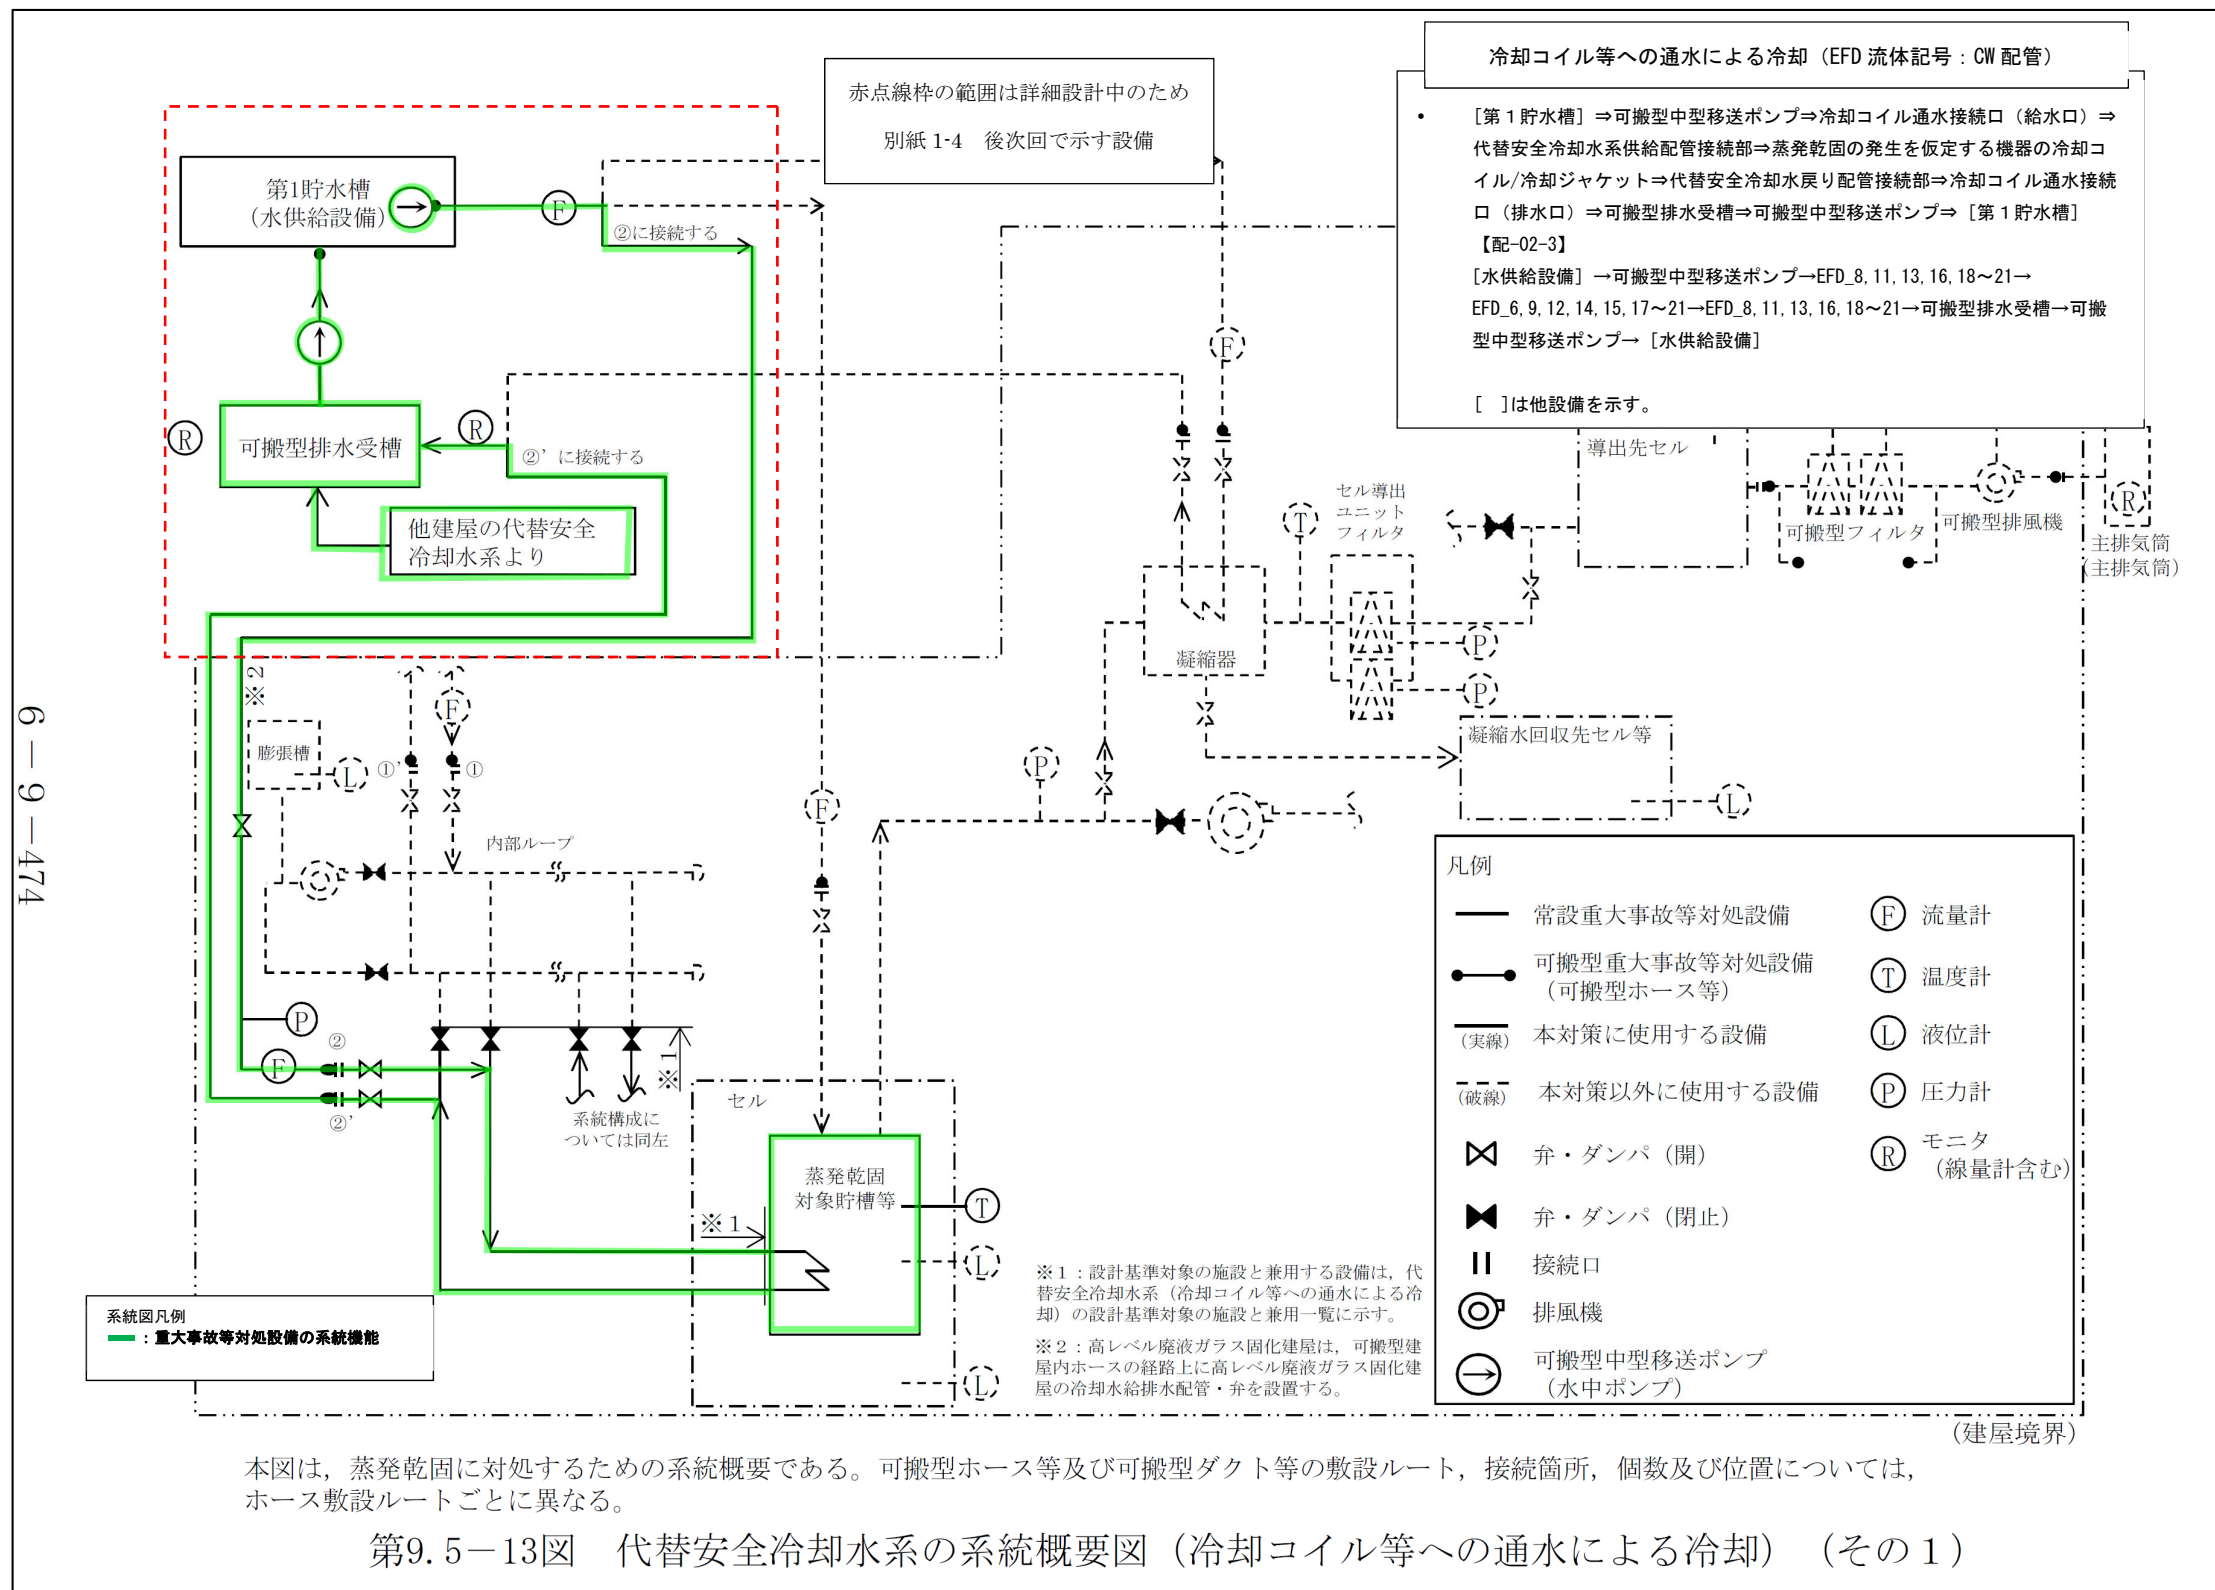 冷却コイル等への通水による冷却（EFD 流体記号：CW 配管）
• ［第１貯水槽］⇒可搬型中型移送ポンプ⇒冷却コイル通水接続口（給水口）⇒
代替安全冷却水系供給配管接続部⇒蒸発乾固の発生を仮定する機器の冷却コ
イル/冷却ジャケット⇒代替安全冷却水戻り配管接続部⇒冷却コイル通水接続
口（排水口）⇒可搬型排水受槽⇒可搬型中型移送ポンプ⇒［第１貯水槽］
【配-02-3】
［水供給設備］→可搬型中型移送ポンプ→EFD_8, 11, 13, 16, 18～21→
EFD_6, 9, 12, 14, 15, 17～21→EFD_8, 11, 13, 16, 18～21→可搬型排水受槽→可搬
型中型移送ポンプ→［水供給設備］
［　］は他設備を示す。
赤点線枠の範囲は詳細設計中のため
別紙 1-4　後次回で示す設備
第1貯水槽
（水供給設備）
F
②に接続する
F
R
可搬型排水受槽
R
②’に接続する
他建屋の代替安全
冷却水系より
導出先セル
セル導出
ユニット
フィルタ
T
可搬型フィルタ
可搬型排風機
R
主排気筒
（主排気筒）
凝縮器
P
P
※2
F
膨張槽
L
①’
①
凝縮水回収先セル等
P
L
F
内部ループ
P
②
F
②’
※1
系統構成に
ついては同左
セル
蒸発乾固
対象貯槽等
T
※1
L
L
※１：設計基準対象の施設と兼用する設備は，代
替安全冷却水系（冷却コイル等への通水による冷
却）の設計基準対象の施設と兼用一覧に示す。
※２：高レベル廃液ガラス固化建屋は，可搬型建
屋内ホースの経路上に高レベル廃液ガラス固化建
屋の冷却水給排水配管・弁を設置する。
凡例
常設重大事故等対処設備
F 流量計
可搬型重大事故等対処設備
（可搬型ホース等）
T 温度計
（実線） 本対策に使用する設備
L 液位計
（破線） 本対策以外に使用する設備
P 圧力計
弁・ダンパ（開）
R モニタ
（線量計含む）
弁・ダンパ（閉止）
接続口
排風機
可搬型中型移送ポンプ
（水中ポンプ）
系統図凡例
：重大事故等対処設備の系統機能
（建屋境界）
本図は，蒸発乾固に対処するための系統概要である。可搬型ホース等及び可搬型ダクト等の敷設ルート，接続箇所，個数及び位置については，
ホース敷設ルートごとに異なる。
第9.5－13図　代替安全冷却水系の系統概要図（冷却コイル等への通水による冷却）（その１）
6－9－474